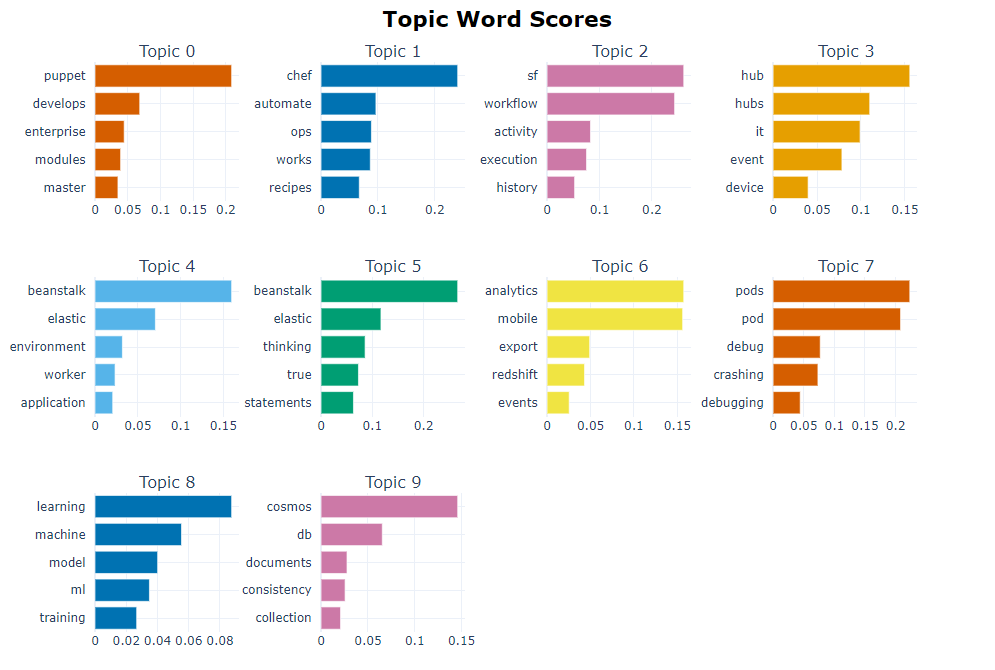 Topic Word Scores
Topic 0
puppet
develops
enterprise
modules
master
0 0.05 0.1 0.15 0.2
Topic 1
chef
automate
ops
works
recipes
0 0.1 0.2
Topic 2
sf
workflow
activity
execution
history
0 0.1 0.2
Topic 3
hub
hubs
it
event
device
0 0.05 0.1 0.15
Topic 4
beanstalk
elastic
environment
worker
application
0 0.05 0.1 0.15
Topic 5
beanstalk
elastic
thinking
true
statements
0 0.1 0.2
Topic 6
analytics
mobile
export
redshift
events
0 0.05 0.1 0.15
Topic 7
pods
pod
debug
crashing
debugging
0 0.05 0.1 0.15 0.2
Topic 8
learning
machine
model
ml
training
0 0.02 0.04 0.06 0.08
Topic 9
cosmos
db
documents
consistency
collection
0 0.05 0.1 0.15